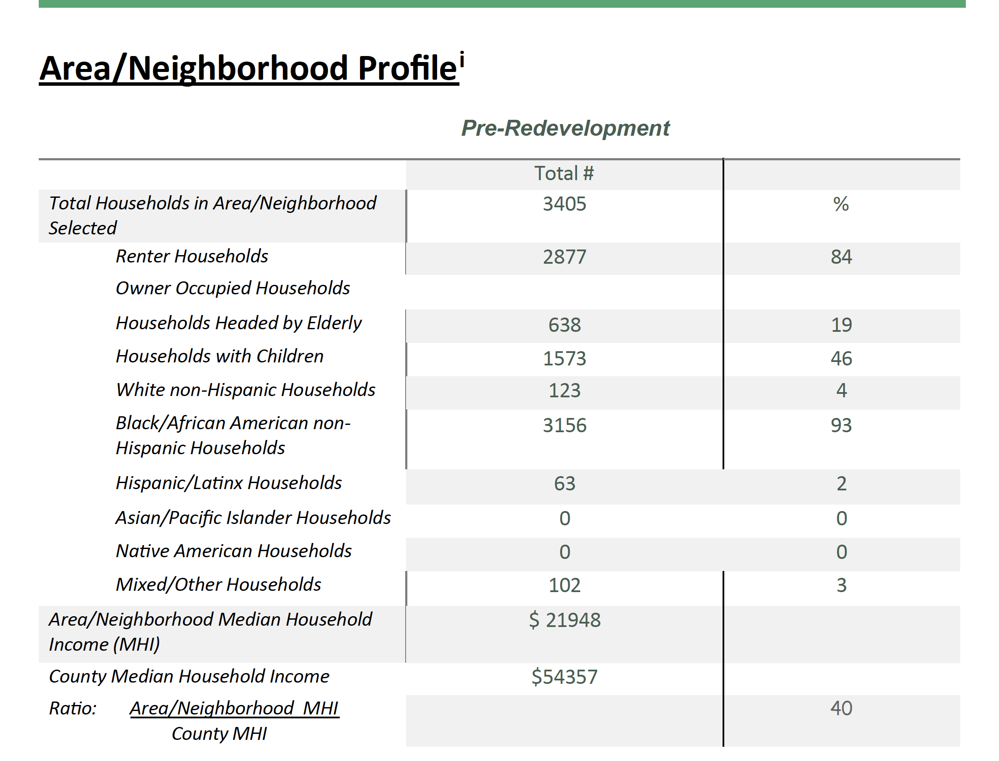 Area/Neighborhood Profile i
Pre-Redevelopment
Total #
Total Households in Area/Neighborhood 3405 %
Selected
Renter Households 2877 84
Owner Occupied Households
Households Headed by Elderly 638 19
Households with Children 1573 46
White non-Hispanic Households 123 4
Black/African American non- 3156 93
Hispanic Households
Hispanic/Latinx Households 63 2
Asian/Pacific Islander Households 0 0
Native American Households 0 0
Mixed/Other Households 102 3
Area/Neighborhood Median Household $ 21948
Income (MHI)
County Median Household Income $54357
Ratio: Area/Neighborhood MHI 40
County MHI